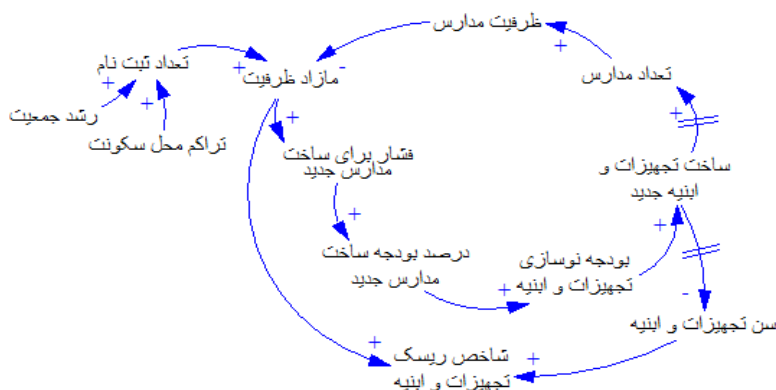 ظرفیت مدارس
تعداد ثبت نام
مازاد ظرفیت
تعداد مدارس
رشد جمعیت
تراکم محل سکونت
فشار برای ساخت
مدارس جدید
ساخت تجهیزات و
ابنیه جدید
درصد بودجه ساخت
مدارس جدید
بودجه نوسازی
تجهیزات و ابنیه
سن تجهیزات و ابنیه
شاخص ریسک
تجهیزات و ابنیه